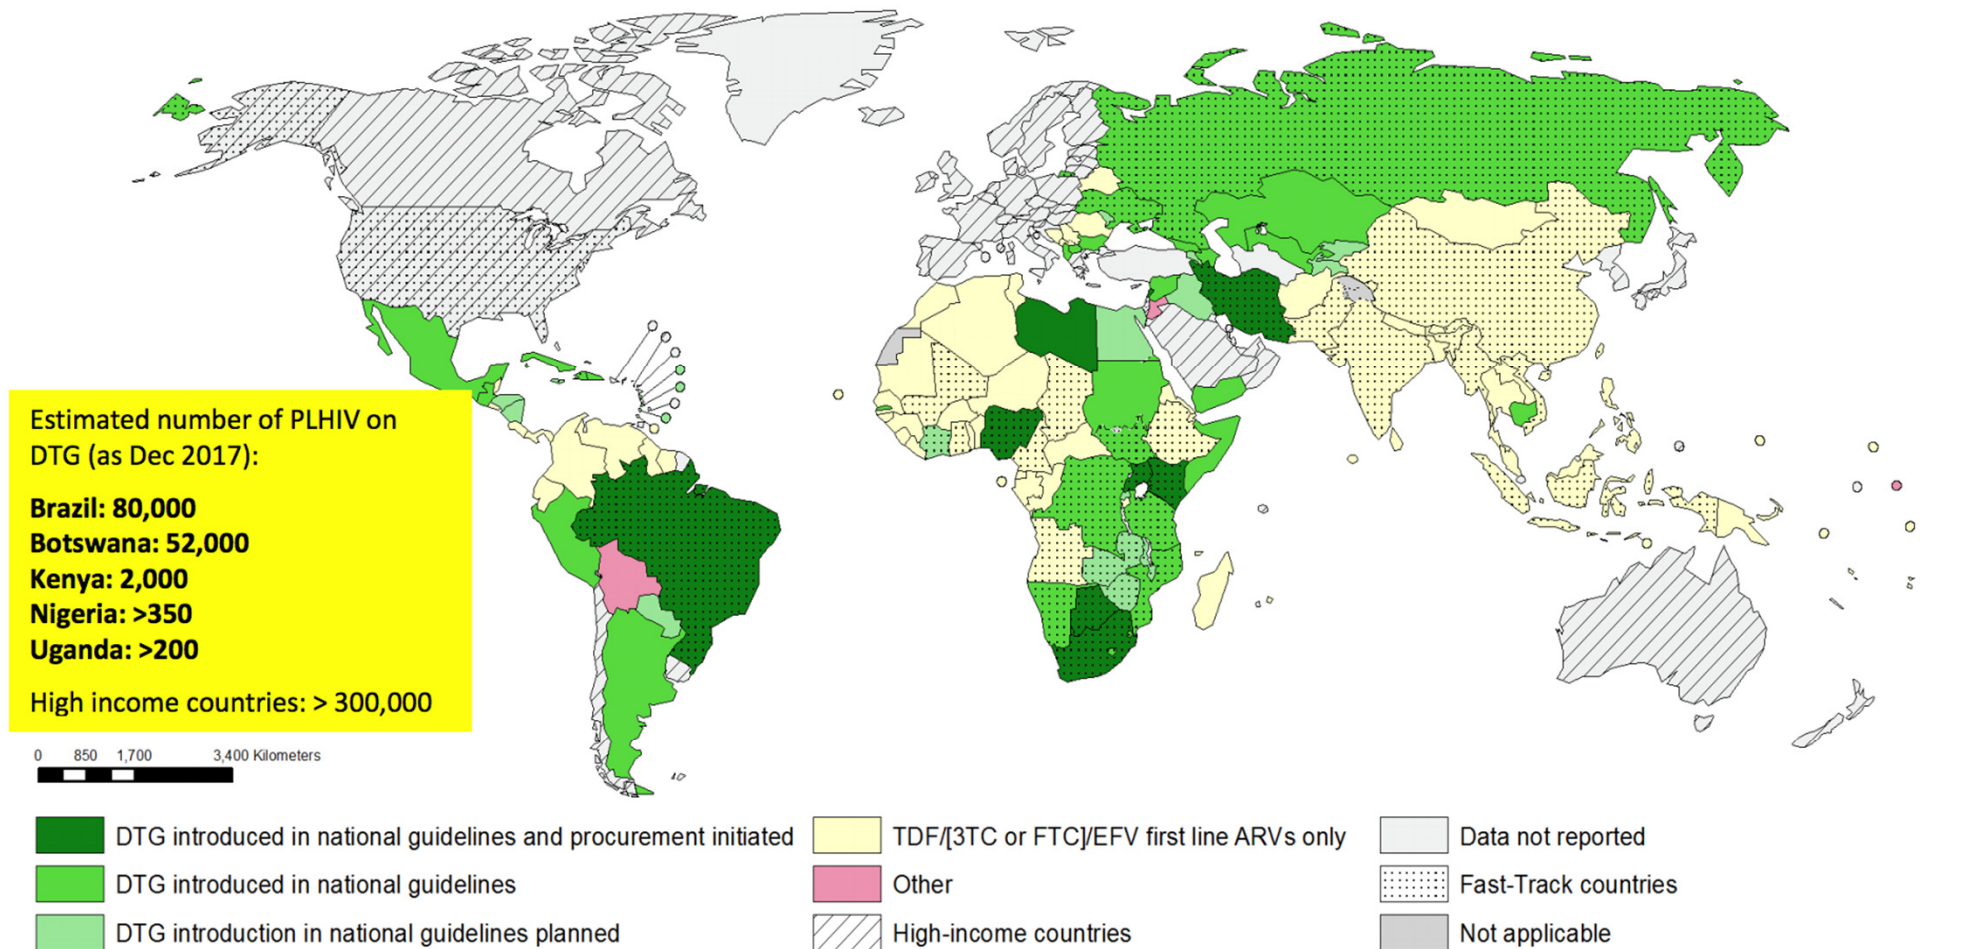 Estimated number of PLHIV on
DTG (as Dec 2017):
Brazil: 80,000
Botswana: 52,000
Kenya: 2,000
Nigeria: >350
Uganda: >200
High income countries: > 300,000
0 850 1,700 3,400 Kilometers
DTG introduced in national guidelines and procurement initiated
DTG introduced in national guidelines
DTG introduction in national guidelines planned
TDF/[3TC or FTC]/EFV first line ARVs only
Other
High-income countries
Data not reported
Fast-Track countries
Not applicable